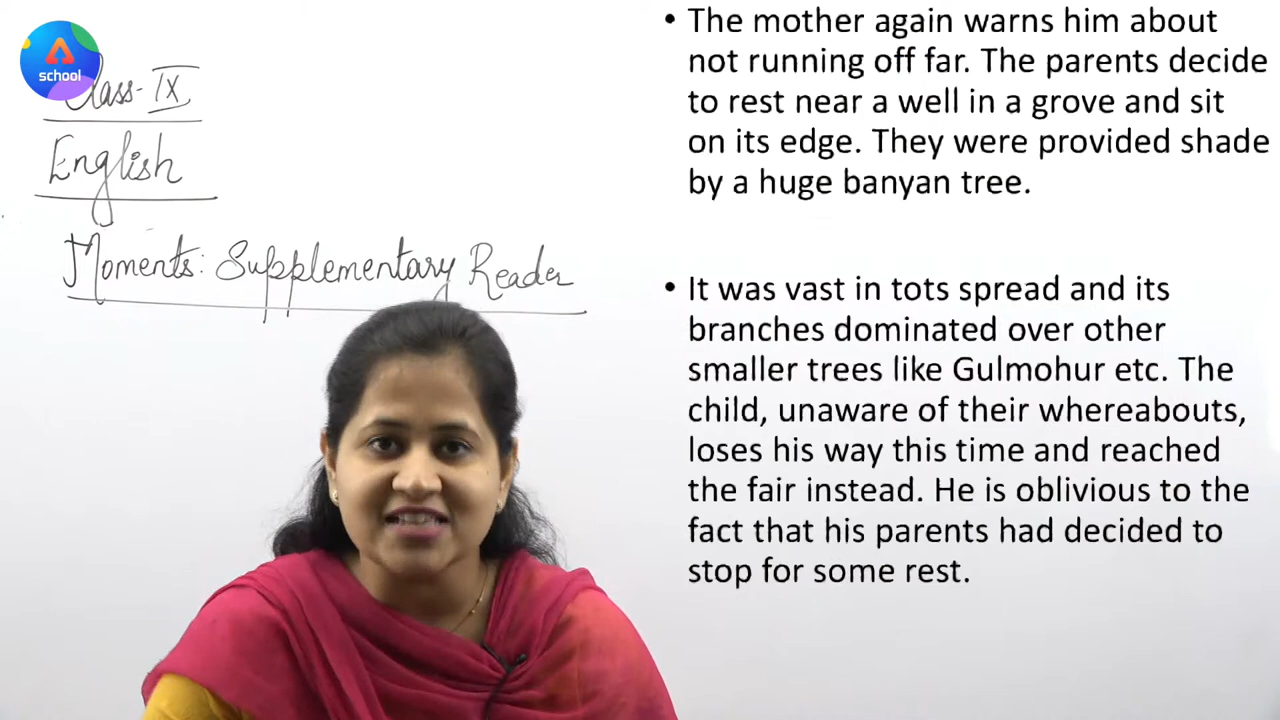 school
Class- IX
English
Moments: Supplementary Reader
• The mother again warns him about
not running off far. The parents decide
to rest near a well in a grove and sit
on its edge. They were provided shade
by a huge banyan tree.
• It was vast in tots spread and its
branches dominated over other
smaller trees like Gulmohur etc. The
child, unaware of their whereabouts,
loses his way this time and reached
the fair instead. He is oblivious to the
fact that his parents had decided to
stop for some rest.